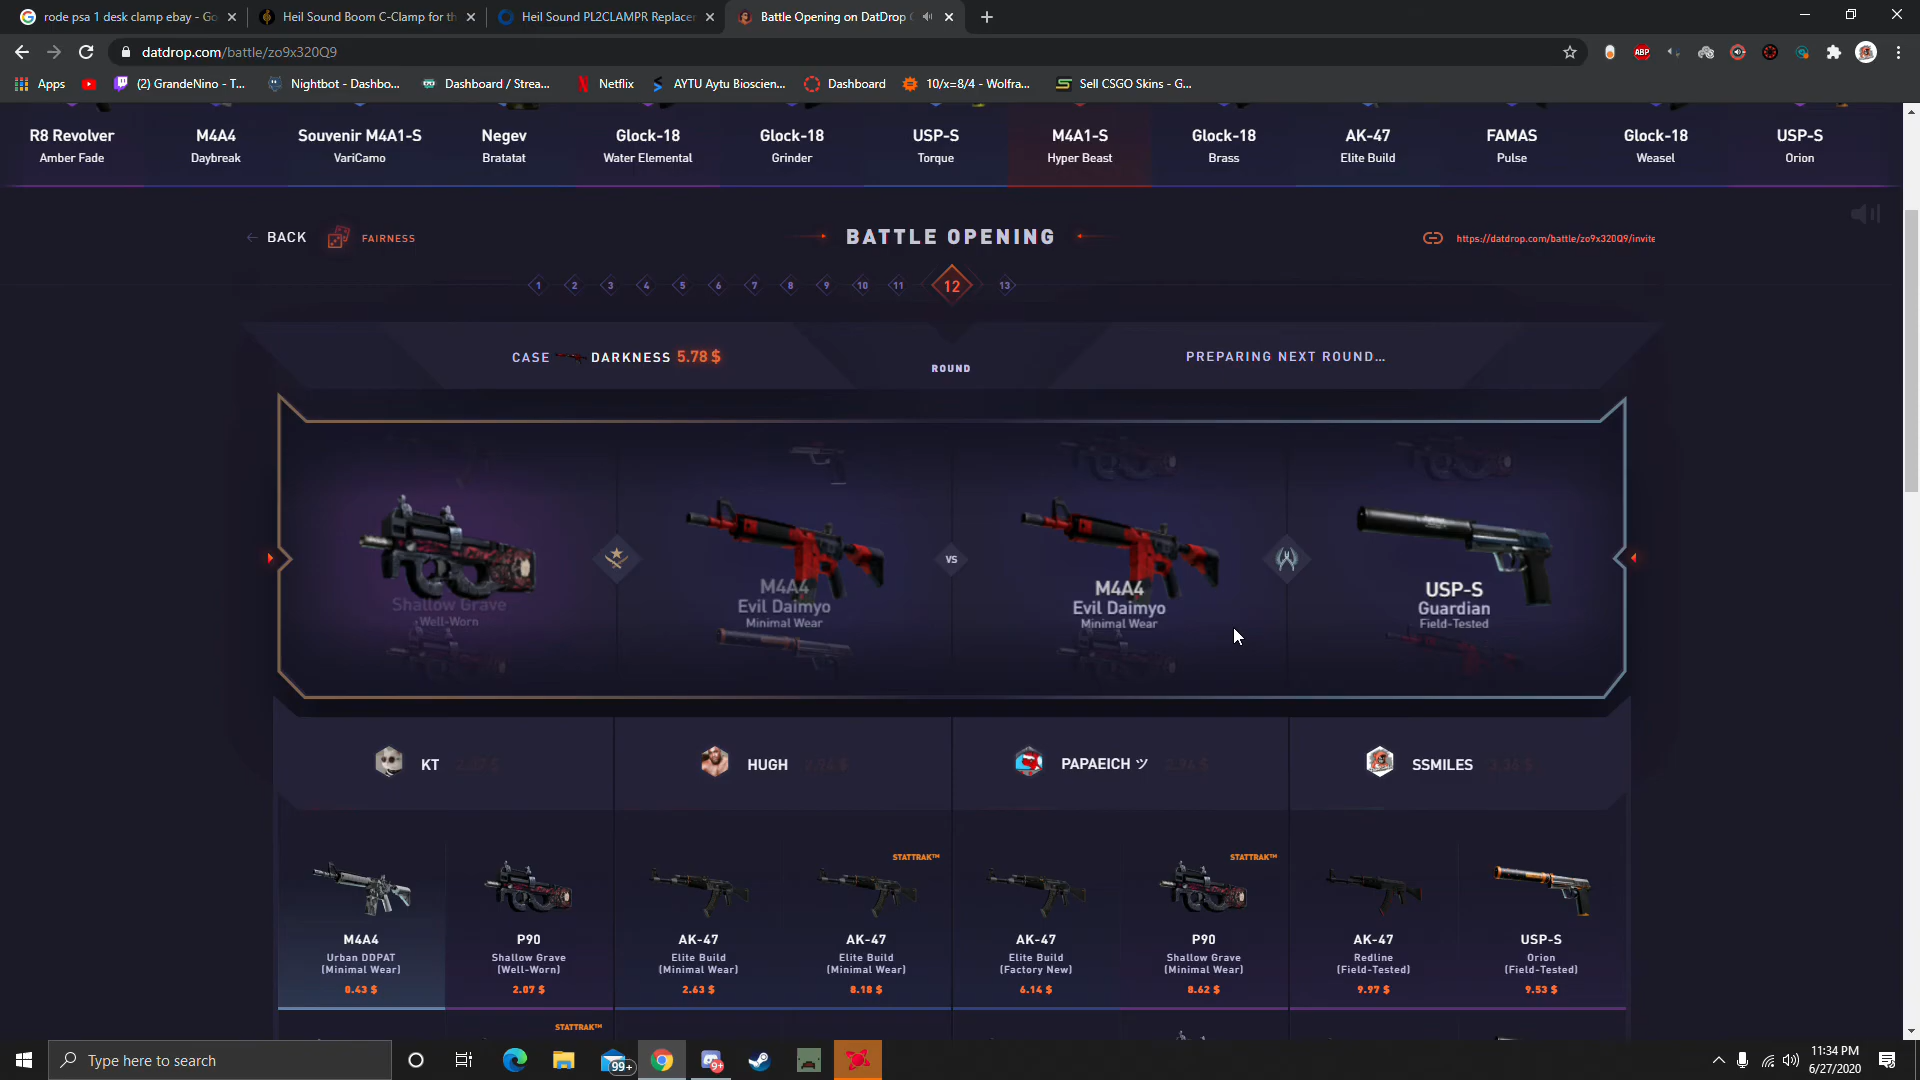 rode psa 1 desk clamp ebay - Go
Heil Sound Boom C-Clamp for th
Heil Sound PL2CLAMPR Replacer
Battle Opening on DatDrop
datdrop.com/battle/zo9x320Q9
ABP
Apps
(2) GrandeNino - T...
Nightbot - Dashbo...
Dashboard / Strea...
Netflix
AYTU Aytu Bioscien...
Dashboard
10/x=8/4 - Wolfra...
Sell CSGO Skins - G...
R8 Revolver
Amber Fade
M4A4
Daybreak
Souvenir M4A1-S
VariCamo
Negev
Bratatat
Glock-18
Water Elemental
Glock-18
Grinder
USP-S
Torque
M4A1-S
Hyper Beast
Glock-18
Brass
AK-47
Elite Build
FAMAS
Pulse
Glock-18
Weasel
USP-S
Orion
BACK
FAIRNESS
BATTLE OPENING
https://datdrop.com/battle/zo9x320Q9/invite
1 2 3 4 5 6 7 8 9 10 11 12 13
CASE DARKNESS 5.78 $
ROUND
PREPARING NEXT ROUND...
Shallow Grave
Well-Worn
M4A4
Evil Daimyo
Minimal Wear
VS
M4A4
Evil Daimyo
Minimal Wear
USP-S
Guardian
Field-Tested
KT
HUGH
PAPAEICH ツ
SSMILES
M4A4
Urban DDPAT
(Minimal Wear)
0.43 $
P90
Shallow Grave
(Well-Worn)
2.07 $
AK-47
Elite Build
(Minimal Wear)
2.63 $
STATTRAK™
AK-47
Elite Build
(Minimal Wear)
8.18 $
AK-47
Elite Build
(Factory New)
6.14 $
STATTRAK™
P90
Shallow Grave
(Minimal Wear)
8.62 $
AK-47
Redline
(Field-Tested)
9.97 $
USP-S
Orion
(Field-Tested)
9.53 $
STATTRAK™
Type here to search
99+
9+
11:34 PM
6/27/2020